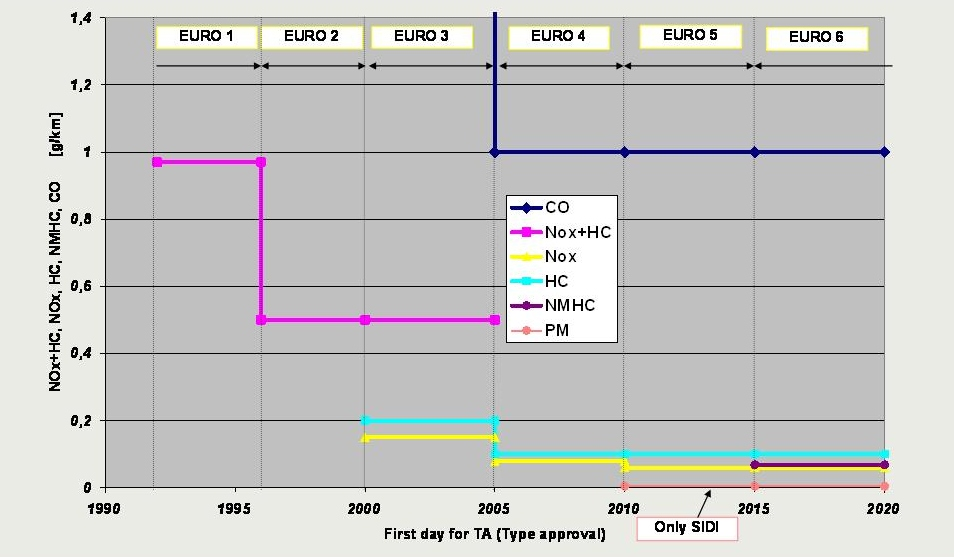 1,4
EURO 1
EURO 2
EURO 3
EURO 4
EURO 5
EURO 6
1,2
1
0,8
0,6
0,4
0,2
0
NOx+HC, NOx, HC, NMHC, CO [g/km]
CO
Nox+HC
Nox
HC
NMHC
PM
1990
1995
2000
2005
2010
2015
2020
Only SIDI
First day for TA (Type approval)